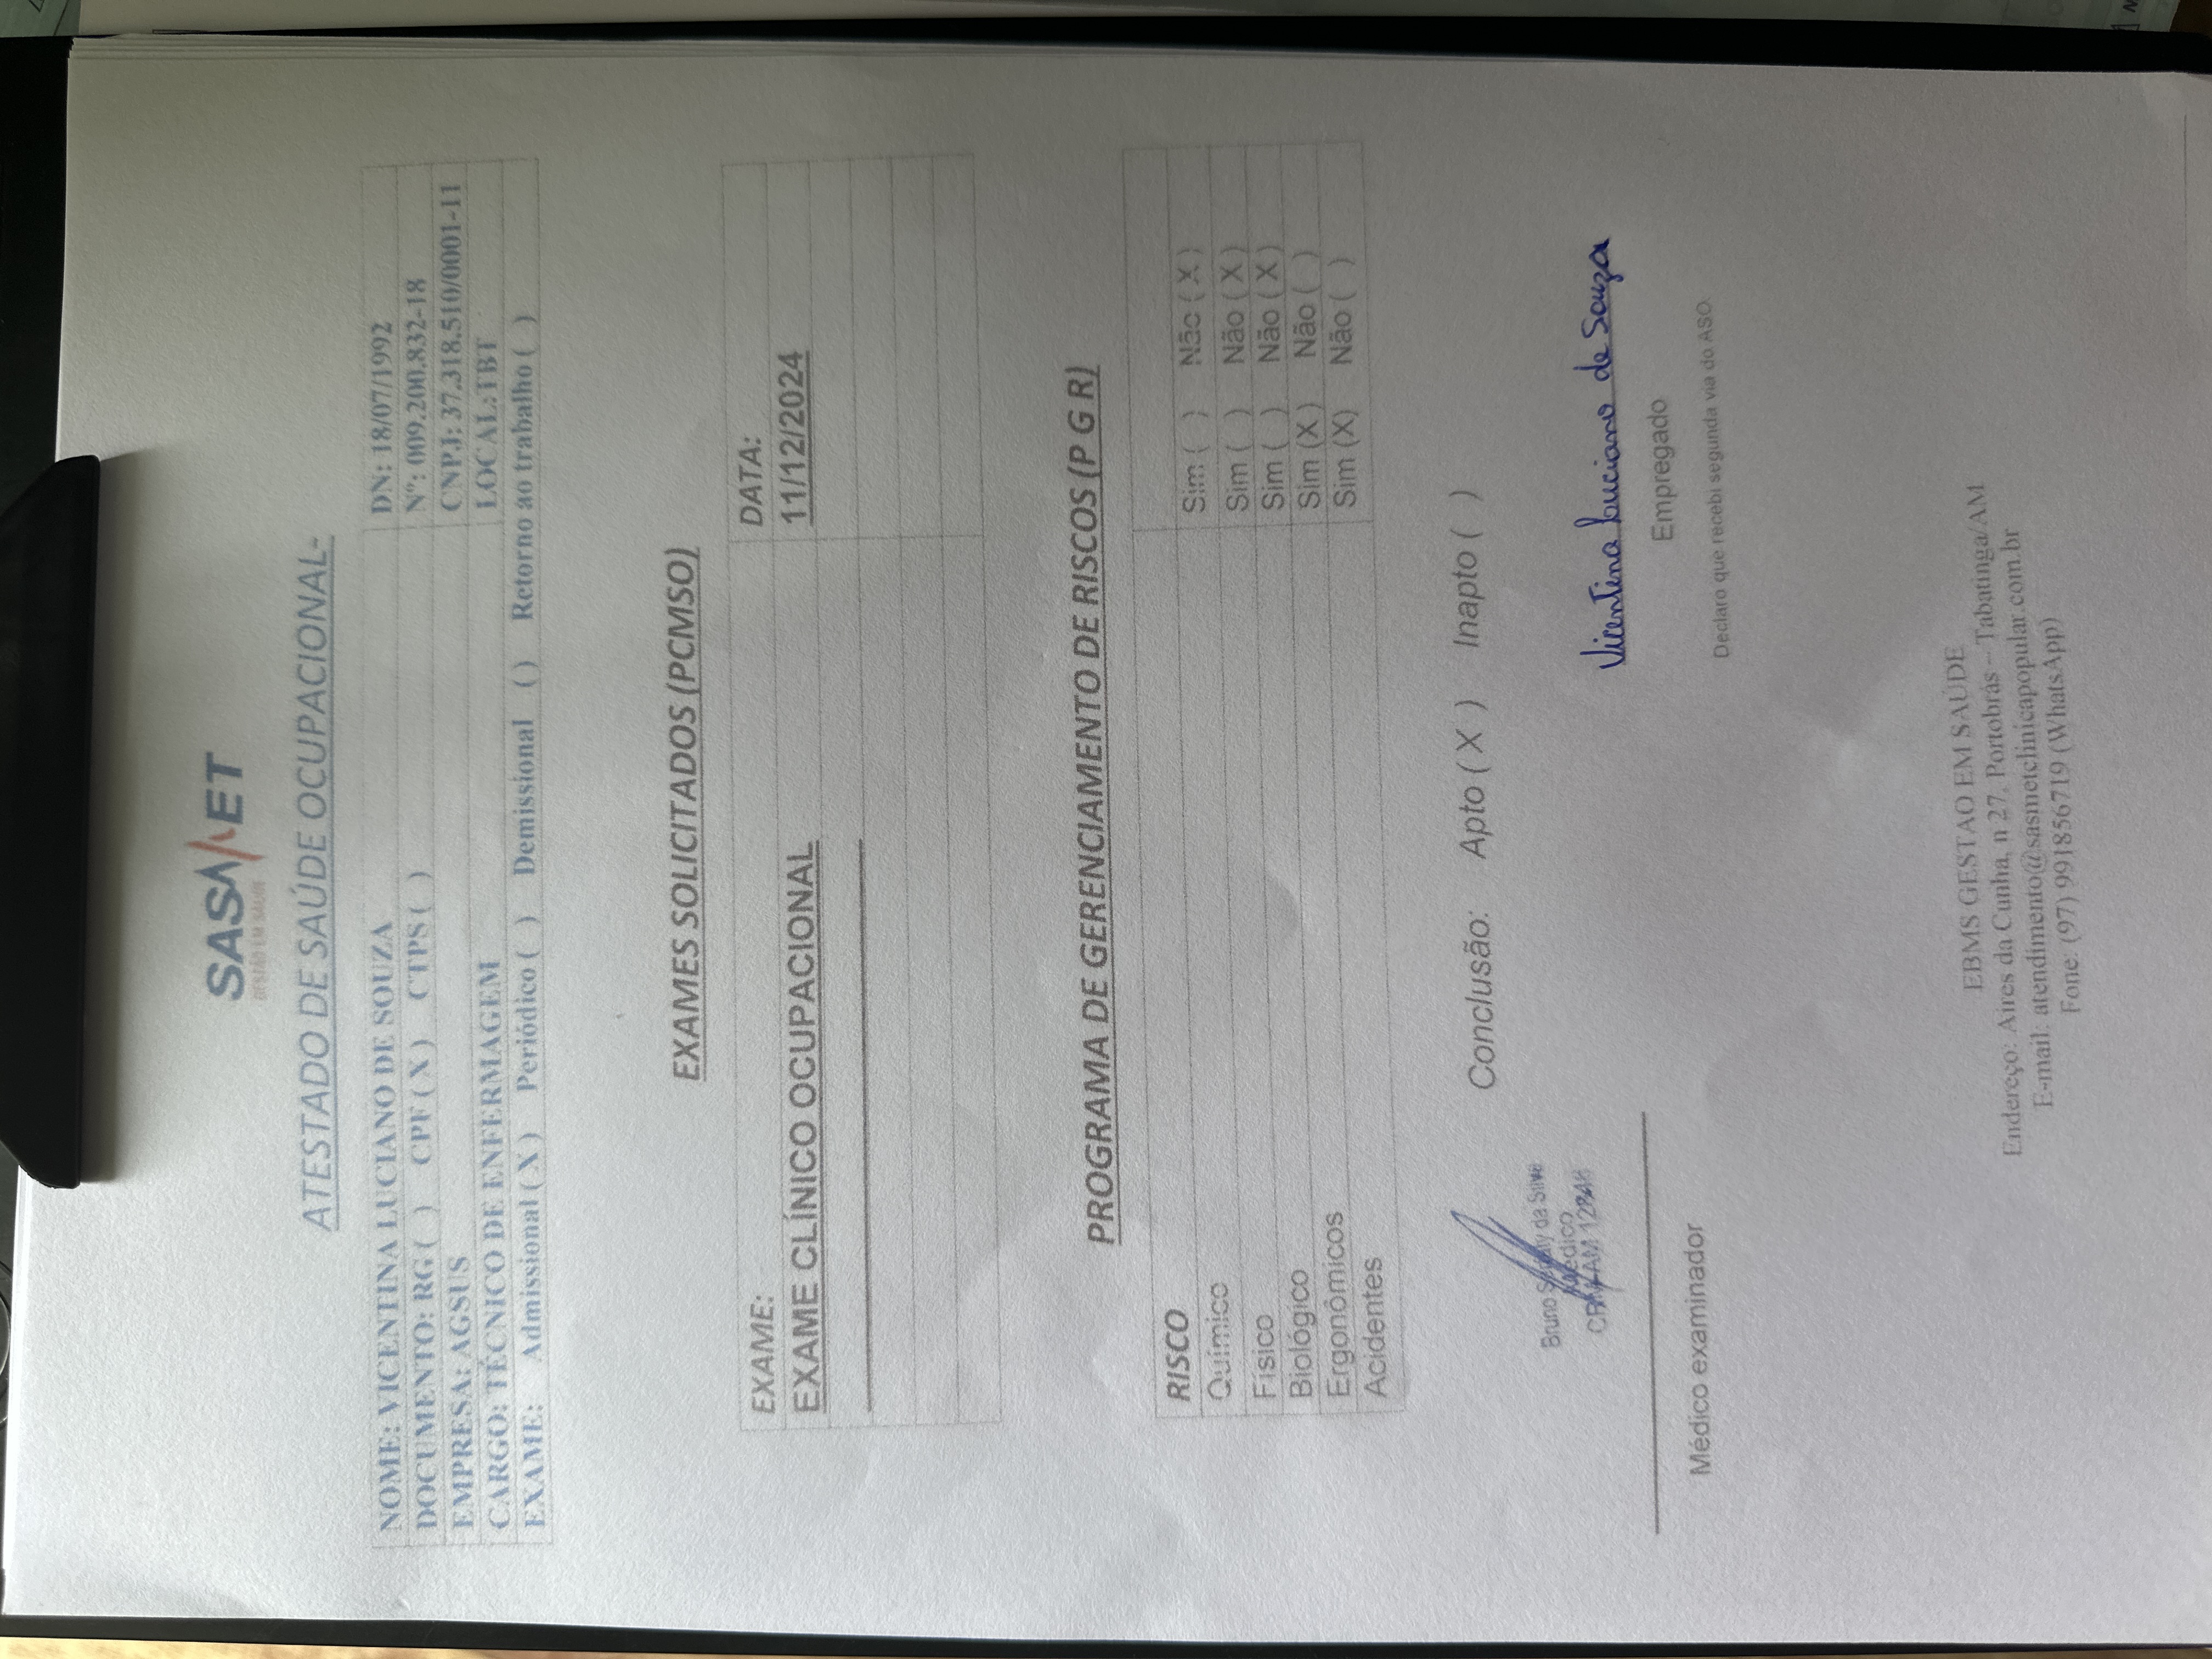 SASMET
GESTÃO EM SAÚDE
ATESTADO DE SAÚDE OCUPACIONAL-
NOME: VICENTINA LUCIANO DE SOUZA DN: 18/07/1992
DOCUMENTO: RG ( ) CPF ( X ) CTPS ( ) Nº: 009.200.832-18
EMPRESA: AGSUS CNPJ: 37.318.510/0001-11
CARGO: TÉCNICO DE ENFERMAGEM LOCAL:TBT
EXAME: Admissional ( X ) Periódico ( ) Demissional ( ) Retorno ao trabalho ( )
EXAMES SOLICITADOS (PCMSO)
EXAME: DATA:
EXAME CLÍNICO OCUPACIONAL 11/12/2024
PROGRAMA DE GERENCIAMENTO DE RISCOS (P G R)
RISCO
Químico Sim ( ) Não ( X )
Físico Sim ( ) Não ( X )
Biológico Sim ( ) Não ( X )
Ergonômicos Sim (X ) Não ( )
Acidentes Sim (X) Não ( )
Conclusão: Apto ( X ) Inapto ( )
Bruno da Silva
Médico
CRM-AM
Vicentina Luciano de Souza
Médico examinador
Empregado
Declaro que recebi segunda via do ASO.
EBMS GESTAO EM SAÚDE
Endereço: Aires da Cunha, n 27, Portobrás – Tabatinga/AM
E-mail: atendimento@sasmetclinicapopular.com.br
Fone: (97) 991856719 (WhatsApp)